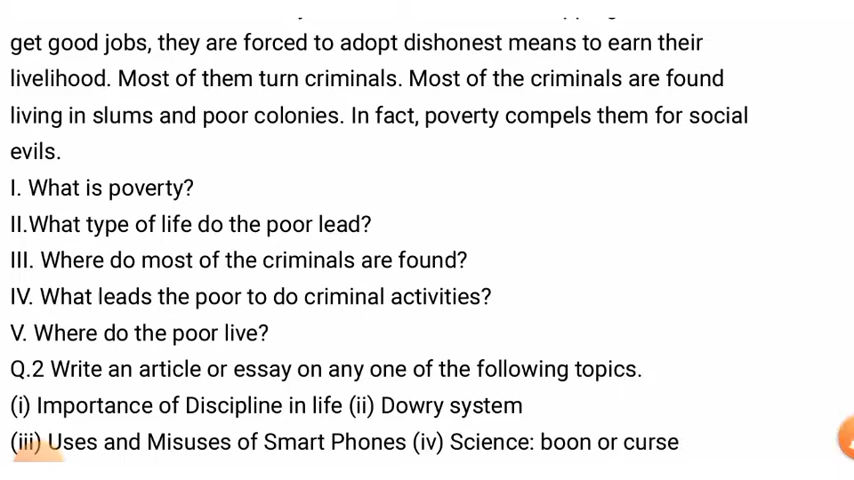 get good jobs, they are forced to adopt dishonest means to earn their
livelihood. Most of them turn criminals. Most of the criminals are found
living in slums and poor colonies. In fact, poverty compels them for social
evils.
I. What is poverty?
II.What type of life do the poor lead?
III. Where do most of the criminals are found?
IV. What leads the poor to do criminal activities?
V. Where do the poor live?
Q.2 Write an article or essay on any one of the following topics.
(i) Importance of Discipline in life (ii) Dowry system
(iii) Uses and Misuses of Smart Phones (iv) Science: boon or curse